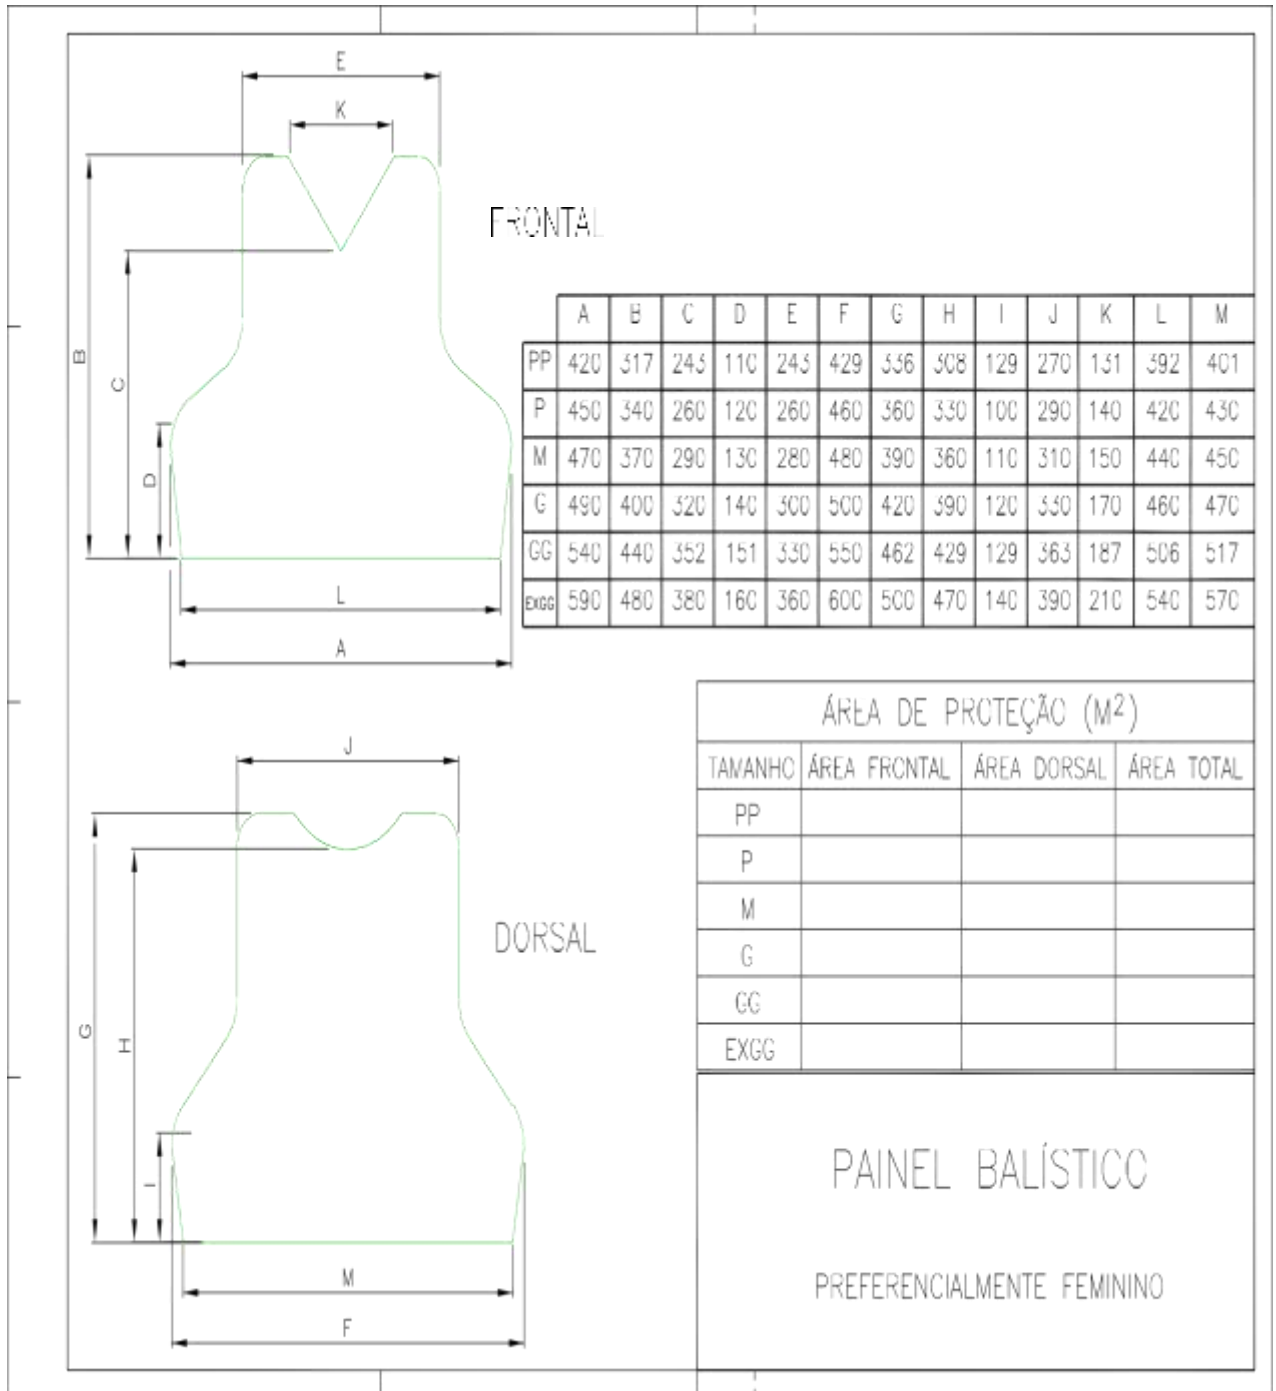 E
K
FRONTAL
B
C
D
L
A
A B C D E F G H I J K L M
PP 420 317 243 110 243 429 336 308 129 270 131 392 401
P 450 340 260 120 260 460 360 330 100 290 140 420 430
M 470 370 290 130 280 480 390 360 110 310 150 440 450
G 490 400 320 140 300 500 420 390 120 330 170 460 470
GG 540 440 352 151 330 550 462 429 129 363 187 506 517
EXGG 590 480 380 160 360 600 500 470 140 390 210 540 570
ÁREA DE PROTEÇÃO (M²)
TAMANHO ÁREA FRONTAL ÁREA DORSAL ÁREA TOTAL
PP
P
M
G
GG
EXGG
J
DORSAL
G
H
I
M
F
PAINEL BALÍSTICO
PREFERENCIALMENTE FEMININO